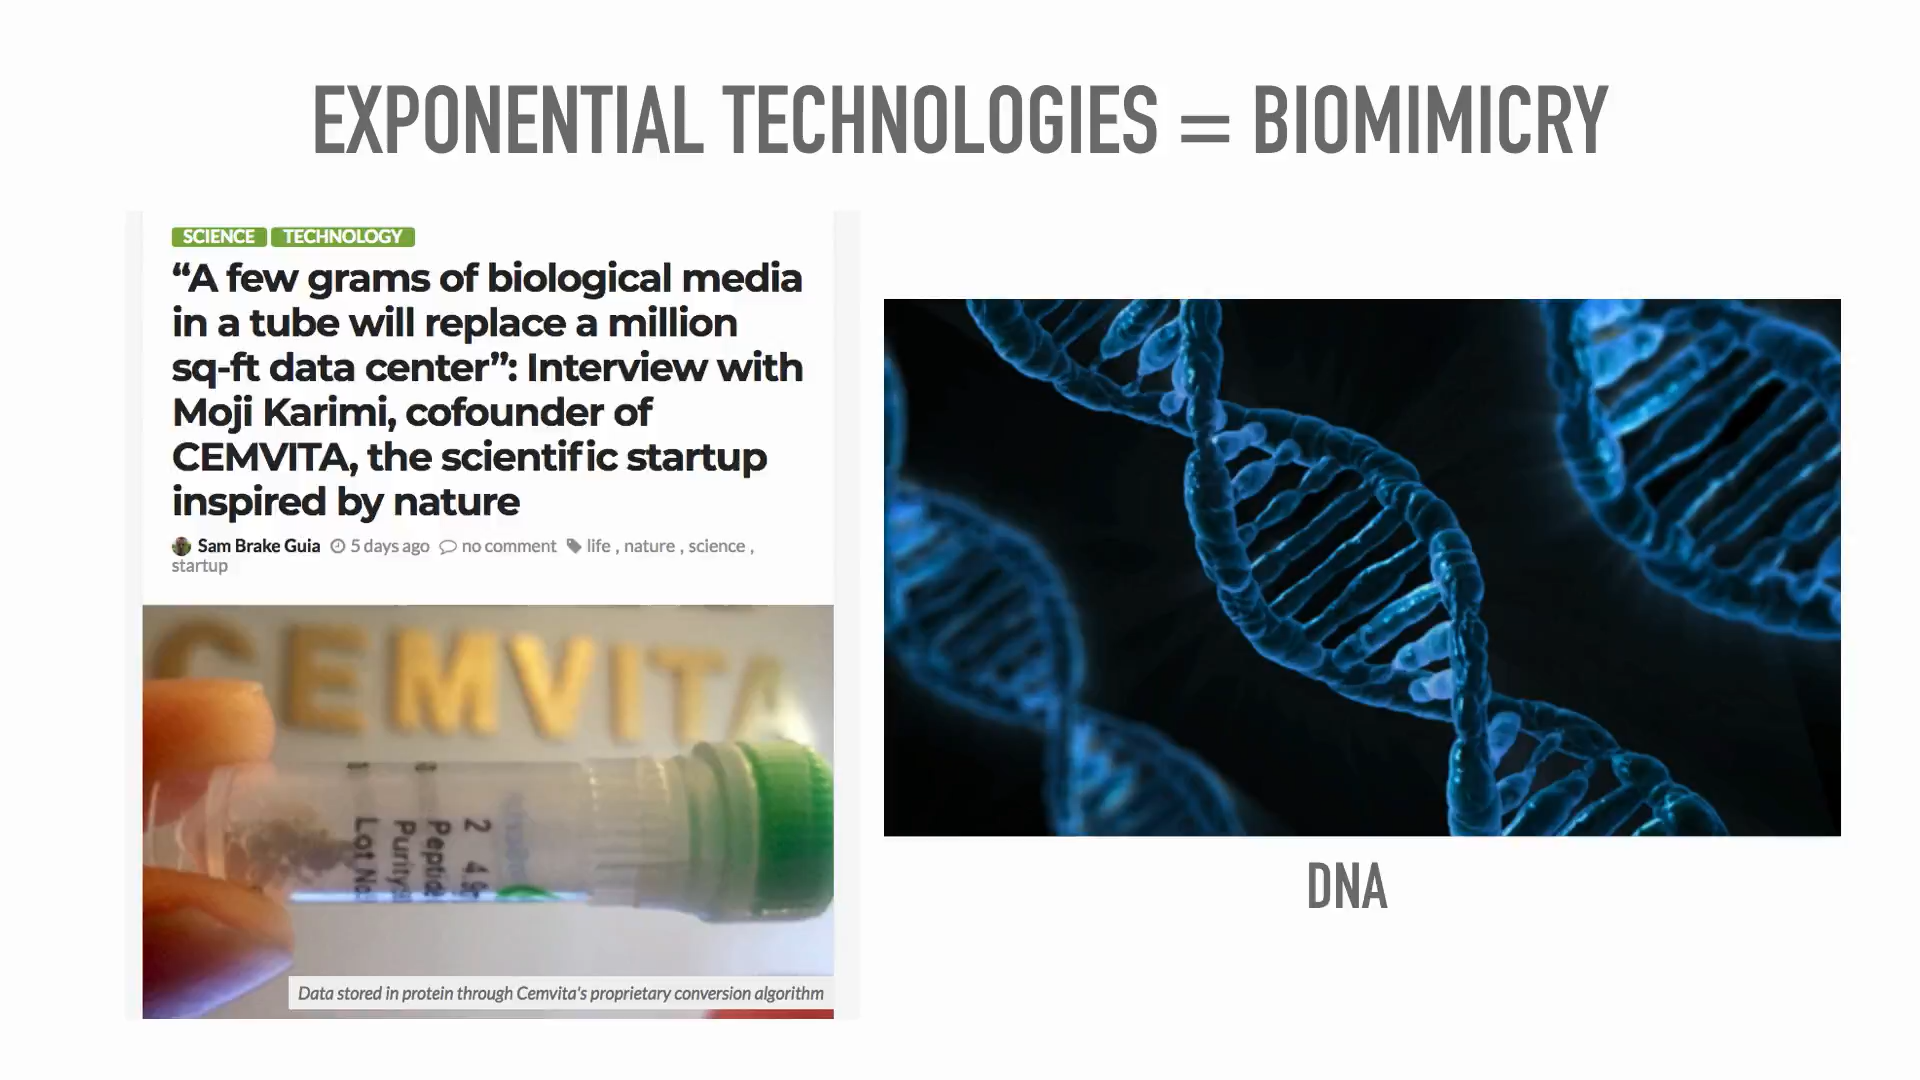 EXPONENTIAL TECHNOLOGIES = BIOMIMICRY
SCIENCE TECHNOLOGY
“A few grams of biological media
in a tube will replace a million
sq-ft data center”: Interview with
Moji Karimi, cofounder of
CEMVITA, the scientific startup
inspired by nature
Sam Brake Guia 5 days ago no comment life , nature , science ,
startup
CEMVITA
2 4.9
Peptide
Purity
Lot No
Data stored in protein through Cemvita's proprietary conversion algorithm
DNA